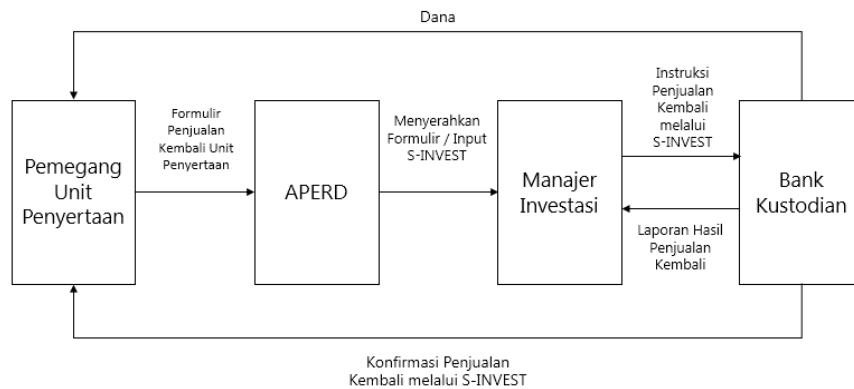 Dana
Pemegang
Unit
Penyertaan
Formulir
Penjualan
Kembali Unit
Penyertaan
APERD
Menyerahkan
Formulir / Input
S-INVEST
Manajer
Investasi
Instruksi
Penjualan
Kembali
melalui
S-INVEST
Laporan Hasil
Penjualan
Kembali
Bank
Kustodian
Konfirmasi Penjualan
Kembali melalui S-INVEST